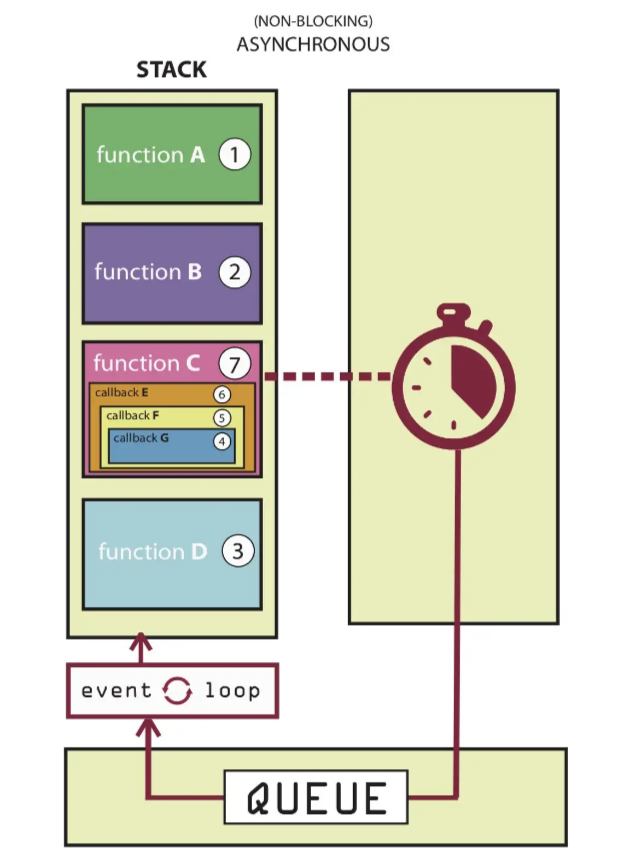 (NON-BLOCKING)
ASYNCHRONOUS
STACK
function A 1
function B 2
function C 7
callback E 6
callback F 5
callback G 4
function D 3
event loop
QUEUE